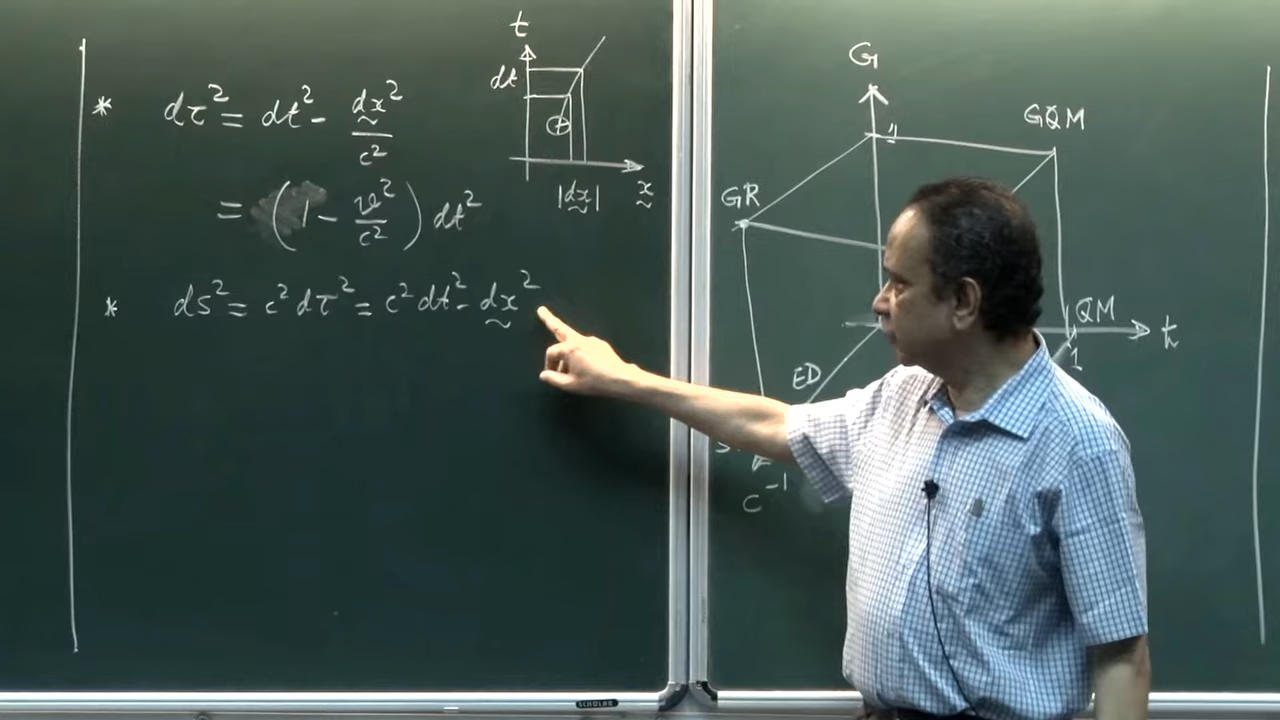 * dτ² = dt² - dx²/c²
= (1 - v²/c²) dt²
* ds² = c² dτ² = c² dt² - dx²
t
dt
|dx| x
G
1
GQM
GR
QM
ħ
1
ED
c⁻¹
SCHOLAR